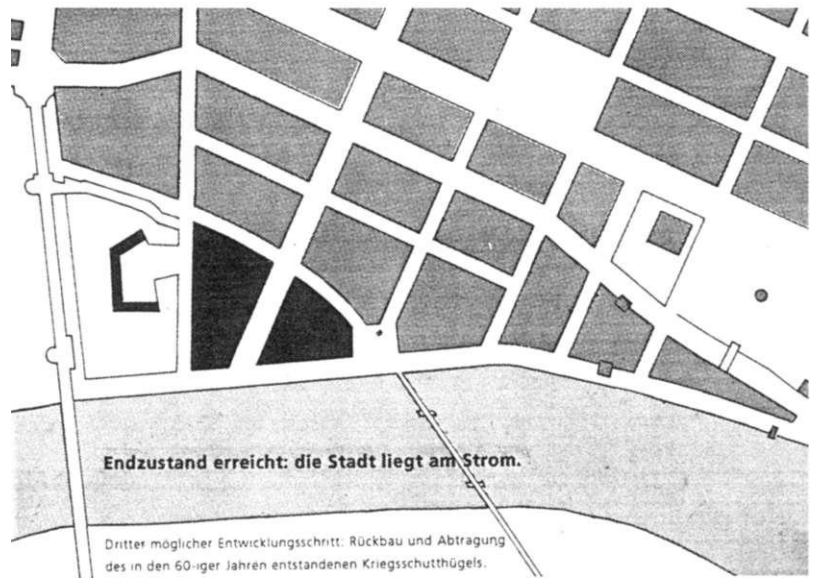 Endzustand erreicht: die Stadt liegt am Strom.
Dritter möglicher Entwicklungsschritt: Rückbau und Abtragung
des in den 60-iger Jahren entstandenen Kriegsschutthügels.